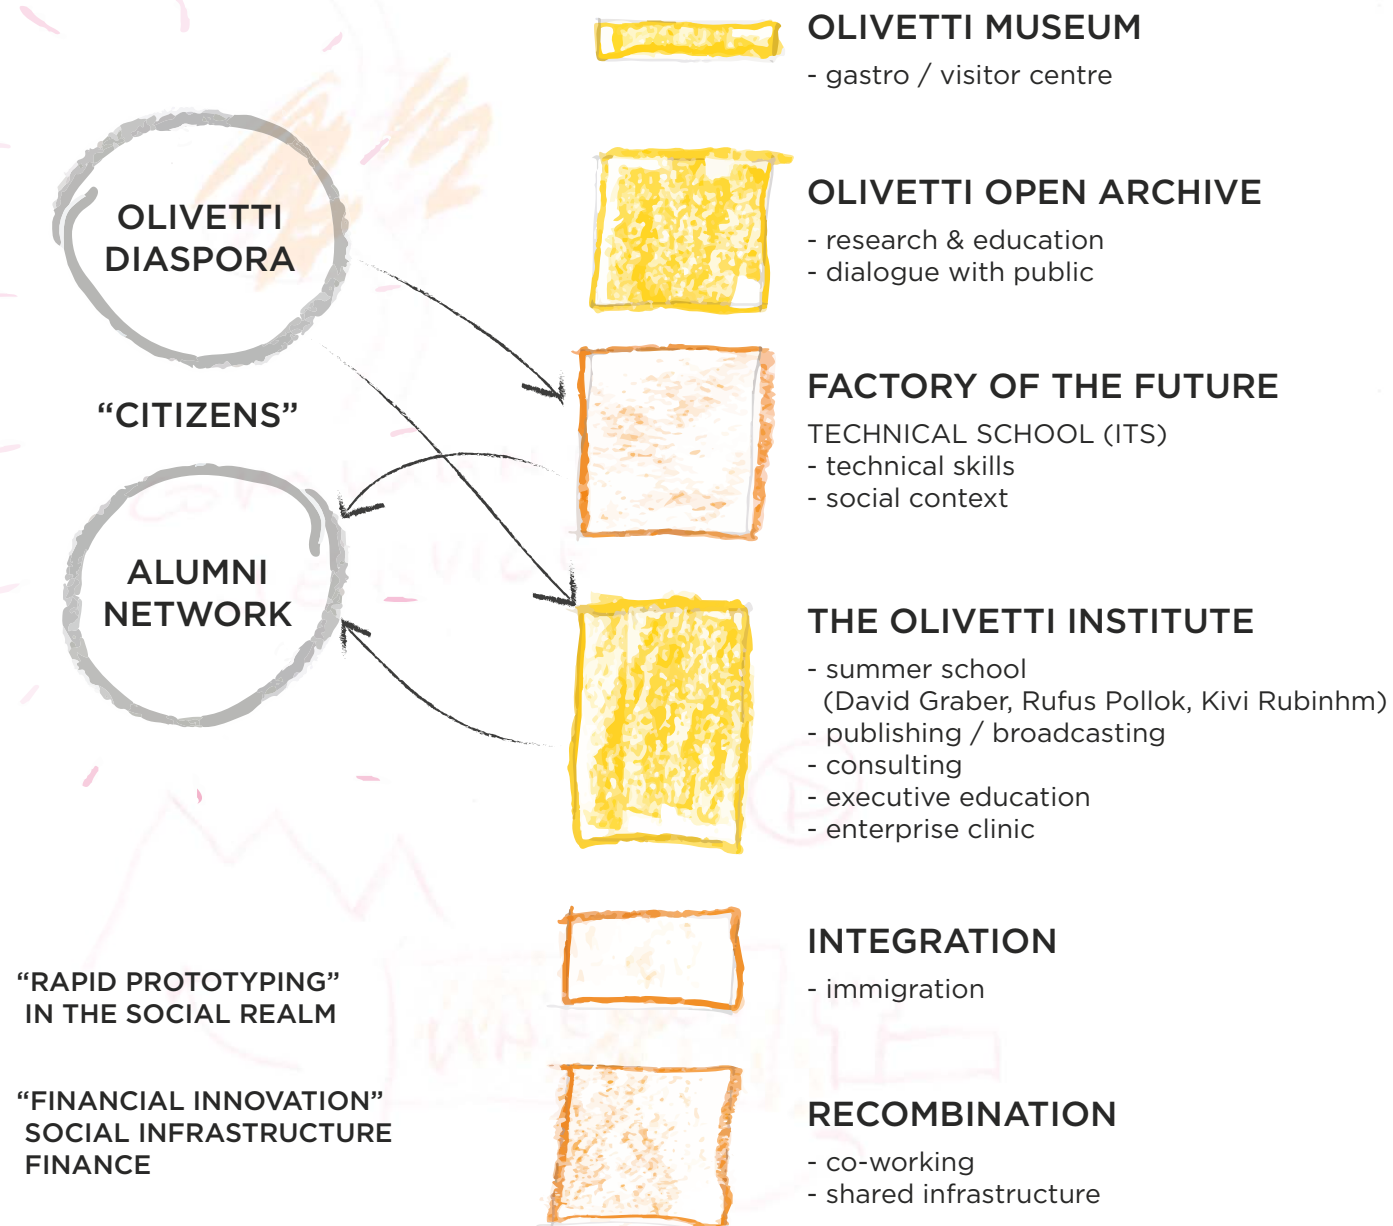 OLIVETTI MUSEUM
- gastro / visitor centre
OLIVETTI
DIASPORA
OLIVETTI OPEN ARCHIVE
- research & education
- dialogue with public
“CITIZENS”
FACTORY OF THE FUTURE
TECHNICAL SCHOOL (ITS)
- technical skills
- social context
ALUMNI
NETWORK
THE OLIVETTI INSTITUTE
- summer school
(David Graber, Rufus Pollok, Kivi Rubinhm)
- publishing / broadcasting
- consulting
- executive education
- enterprise clinic
“RAPID PROTOTYPING”
IN THE SOCIAL REALM
INTEGRATION
- immigration
“FINANCIAL INNOVATION”
SOCIAL INFRASTRUCTURE
FINANCE
RECOMBINATION
- co-working
- shared infrastructure